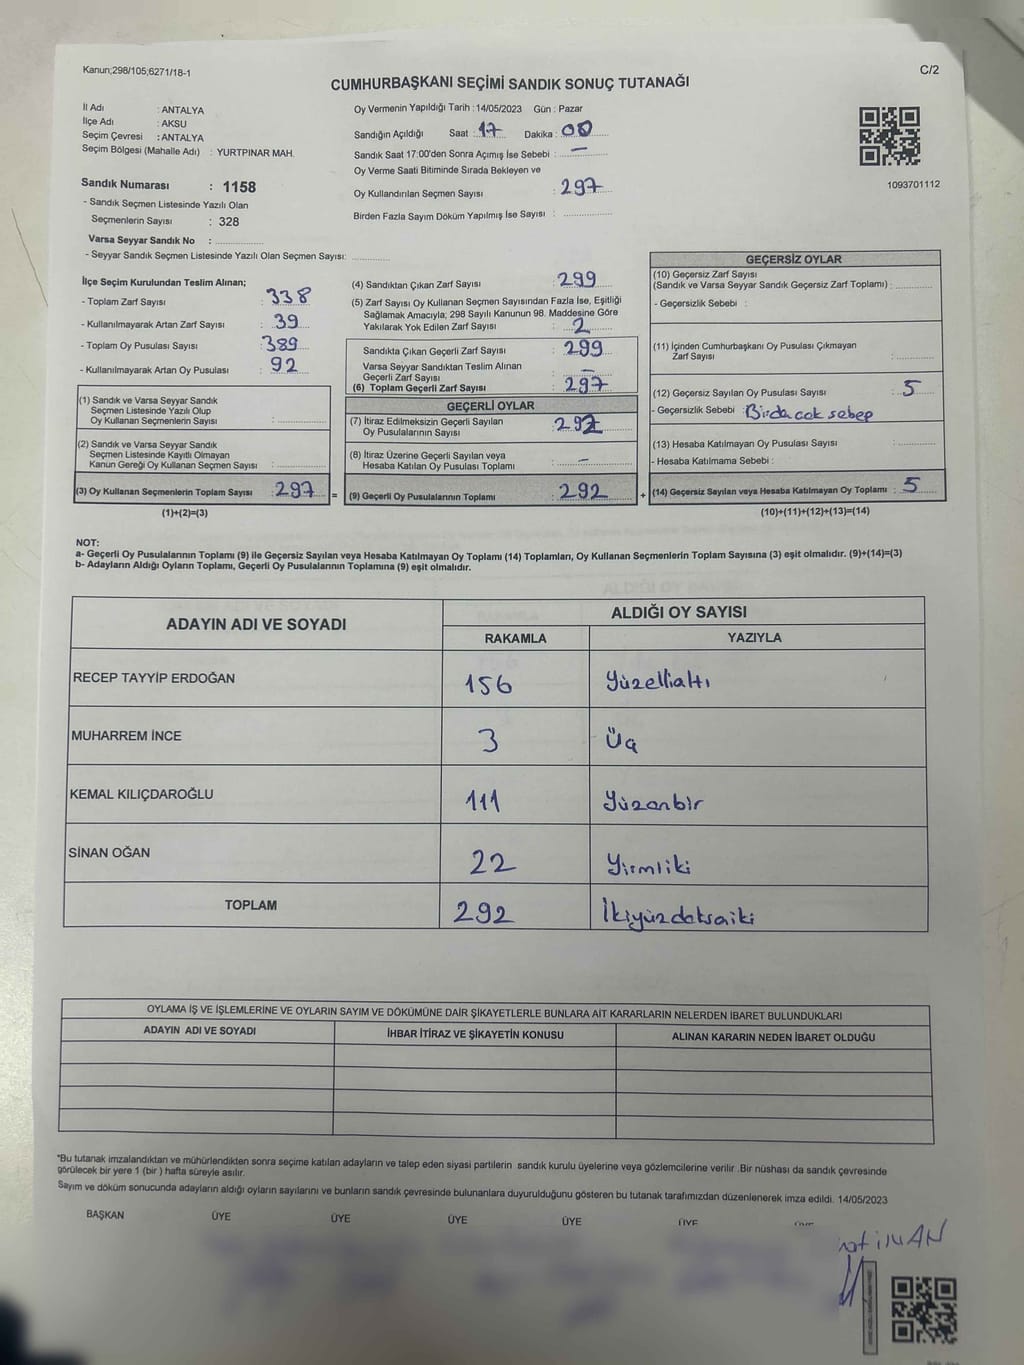 Kanun;298/105;6271/18-1
C/2
CUMHURBAŞKANI SEÇİMİ SANDIK SONUÇ TUTANAĞI
İl Adı : ANTALYA
İlçe Adı : AKSU
Seçim Çevresi : ANTALYA
Seçim Bölgesi (Mahalle Adı) : YURTPINAR MAH.
Sandık Numarası : 1158
- Sandık Seçmen Listesinde Yazılı Olan
Seçmenlerin Sayısı : 328
Varsa Seyyar Sandık No :
- Seyyar Sandık Seçmen Listesinde Yazılı Olan Seçmen Sayısı:
Oy Vermenin Yapıldığı Tarih : 14/05/2023 Gün : Pazar
Sandığın Açıldığı Saat : 17 Dakika : 00
Sandık Saat 17:00'den Sonra Açımış İse Sebebi : —
Oy Verme Saati Bitiminde Sırada Bekleyen ve
Oy Kullandırılan Seçmen Sayısı : 297
Birden Fazla Sayım Döküm Yapılmış İse Sayısı :
1093701112
İlçe Seçim Kurulundan Teslim Alınan;
- Toplam Zarf Sayısı : 338
- Kullanılmayarak Artan Zarf Sayısı : 39
- Toplam Oy Pusulası Sayısı : 389
- Kullanılmayarak Artan Oy Pusulası : 92
(1) Sandık ve Varsa Seyyar Sandık
Seçmen Listesinde Yazılı Olup
Oy Kullanan Seçmenlerin Sayısı :
(2) Sandık ve Varsa Seyyar Sandık
Seçmen Listesinde Kayıtlı Olmayan
Kanun Gereği Oy Kullanan Seçmen Sayısı :
(3) Oy Kullanan Seçmenlerin Toplam Sayısı : 297 =
(1)+(2)=(3)
(4) Sandıktan Çıkan Zarf Sayısı : 299
(5) Zarf Sayısı Oy Kullanan Seçmen Sayısından Fazla İse, Eşitliği
Sağlamak Amacıyla; 298 Sayılı Kanunun 98. Maddesine Göre
Yakılarak Yok Edilen Zarf Sayısı : 2
Sandıkta Çıkan Geçerli Zarf Sayısı : 299
Varsa Seyyar Sandıktan Teslim Alınan
Geçerli Zarf Sayısı : —
(6) Toplam Geçerli Zarf Sayısı : 297
GEÇERLİ OYLAR
(7) İtiraz Edilmeksizin Geçerli Sayılan
Oy Pusulalarının Sayısı : 292
(8) İtiraz Üzerine Geçerli Sayılan veya
Hesaba Katılan Oy Pusulası Toplamı : —
(9) Geçerli Oy Pusulalarının Toplamı : 292 +
GEÇERSİZ OYLAR
(10) Geçersiz Zarf Sayısı
(Sandık ve Varsa Seyyar Sandık Geçersiz Zarf Toplamı) :
- Geçersizlik Sebebi :
(11) İçinden Cumhurbaşkanı Oy Pusulası Çıkmayan
Zarf Sayısı :
(12) Geçersiz Sayılan Oy Pusulası Sayısı : 5
- Geçersizlik Sebebi : Birdacok sebep
(13) Hesaba Katılmayan Oy Pusulası Sayısı :
- Hesaba Katılmama Sebebi :
(14) Geçersiz Sayılan veya Hesaba Katılmayan Oy Toplamı : 5
(10)+(11)+(12)+(13)=(14)
NOT:
a- Geçerli Oy Pusulalarının Toplamı (9) ile Geçersiz Sayılan veya Hesaba Katılmayan Oy Toplamı (14) Toplamları, Oy Kullanan Seçmenlerin Toplam Sayısına (3) eşit olmalıdır. (9)+(14)=(3)
b- Adayların Aldığı Oyların Toplamı, Geçerli Oy Pusulalarının Toplamına (9) eşit olmalıdır.
ADAYIN ADI VE SOYADI
ALDIĞI OY SAYISI
RAKAMLA YAZIYLA
RECEP TAYYİP ERDOĞAN 156 Yüzellialtı
MUHARREM İNCE 3 Üç
KEMAL KILIÇDAROĞLU 111 Yüzonbir
SİNAN OĞAN 22 Yirmliki
TOPLAM 292 İkiyüzdoksaiki
OYLAMA İŞ VE İŞLEMLERİNE VE OYLARIN SAYIM VE DÖKÜMÜNE DAİR ŞİKAYETLERLE BUNLARA AİT KARARLARIN NELERDEN İBARET BULUNDUKLARI
ADAYIN ADI VE SOYADI İHBAR İTİRAZ VE ŞİKAYETİN KONUSU ALINAN KARARIN NEDEN İBARET OLDUĞU
*Bu tutanak imzalandıktan ve mühürlendikten sonra seçime katılan adayların ve talep eden siyasi partilerin sandık kurulu üyelerine veya gözlemcilerine verilir .Bir nüshası da sandık çevresinde
görülecek bir yere 1 (bir ) hafta süreyle asılır.
Sayım ve döküm sonucunda adayların aldığı oyların sayılarını ve bunların sandık çevresinde bulunanlara duyurulduğunu gösteren bu tutanak tarafımızdan düzenlenerek imza edildi. 14/05/2023
BAŞKAN ÜYE ÜYE ÜYE ÜYE ÜYE